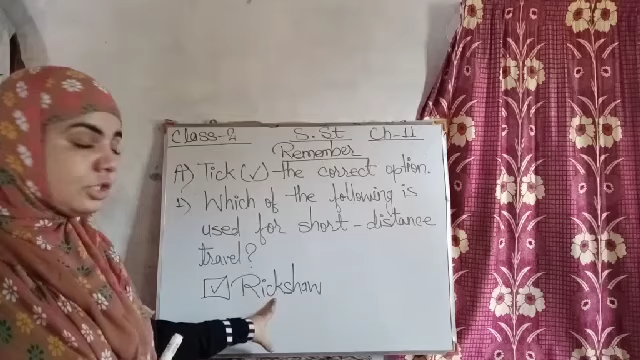 Class-2 S.St Ch-11
Remember
A) Tick (✓) the correct option.
1) Which of the following is
used for short-distance
travel?
☑ Rickshaw